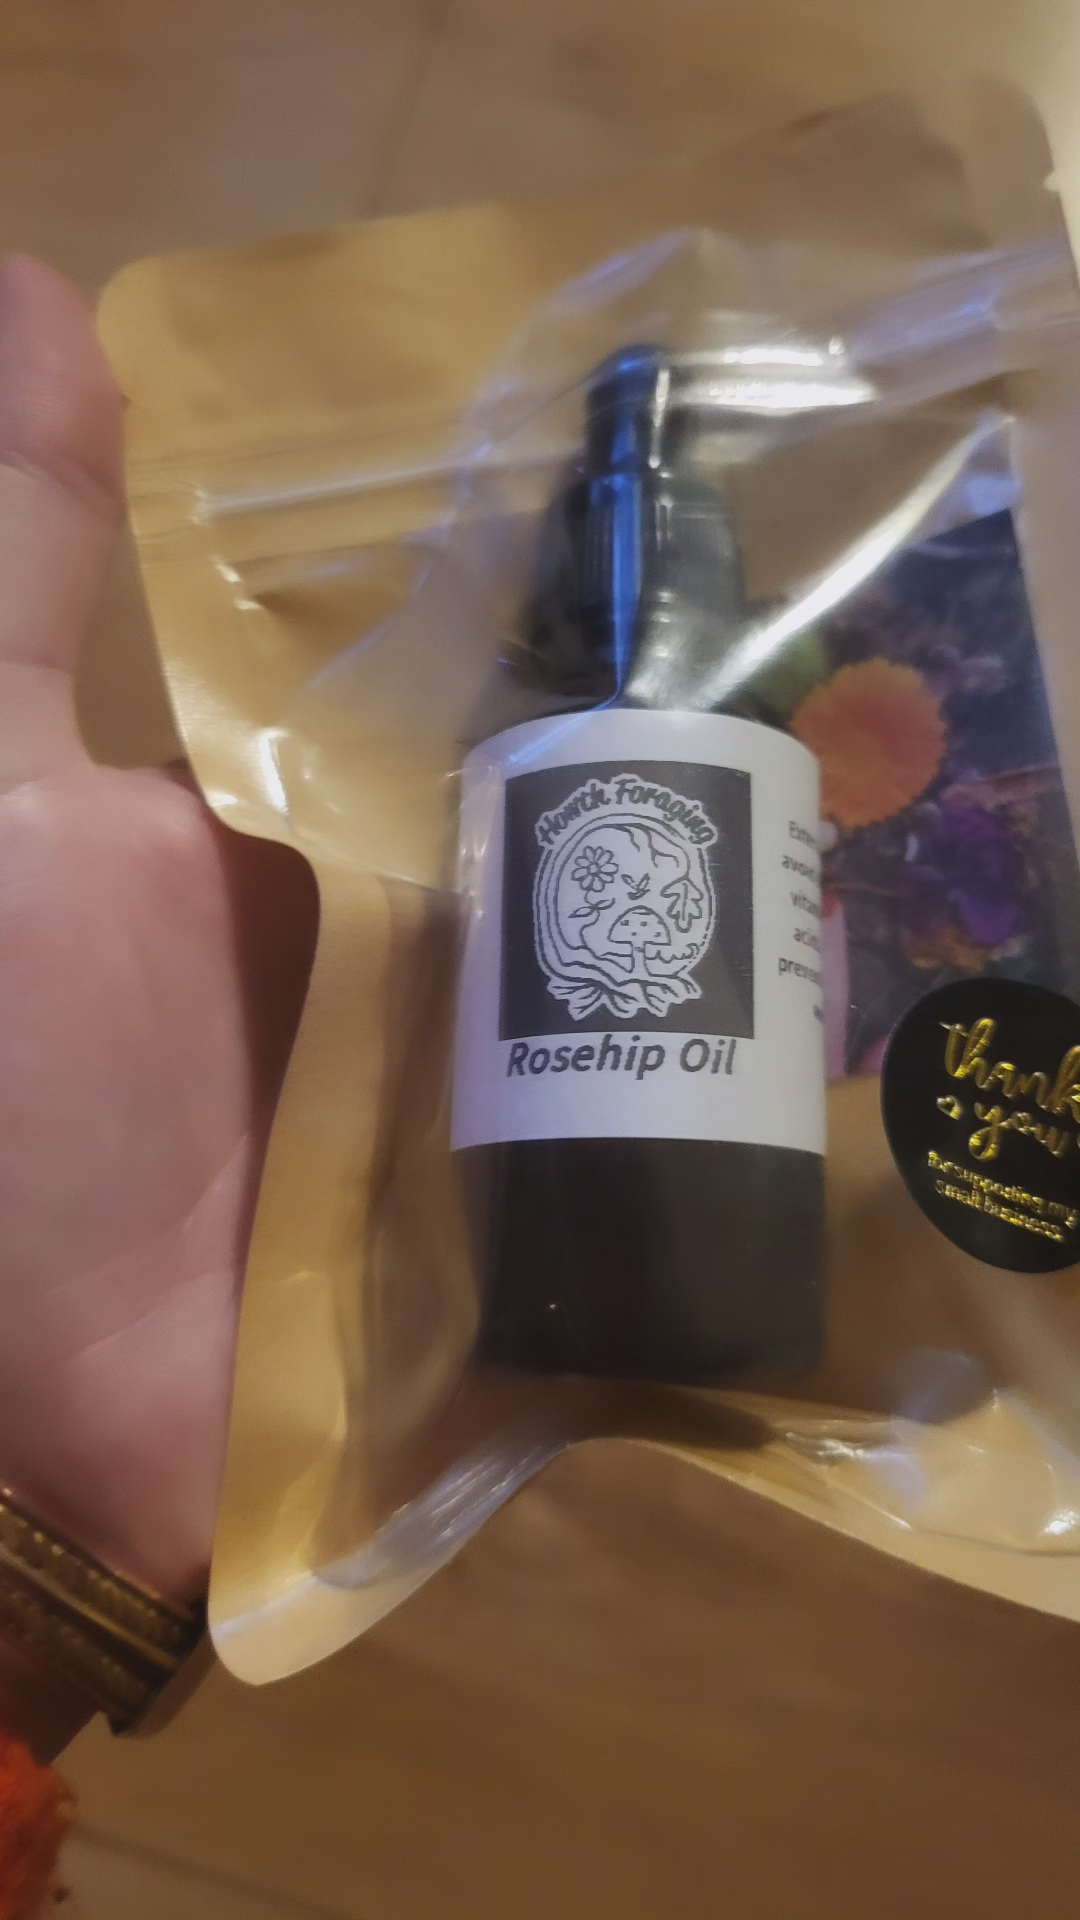 Howth Foraging
Rosehip Oil
thank
you
for supporting my
small business